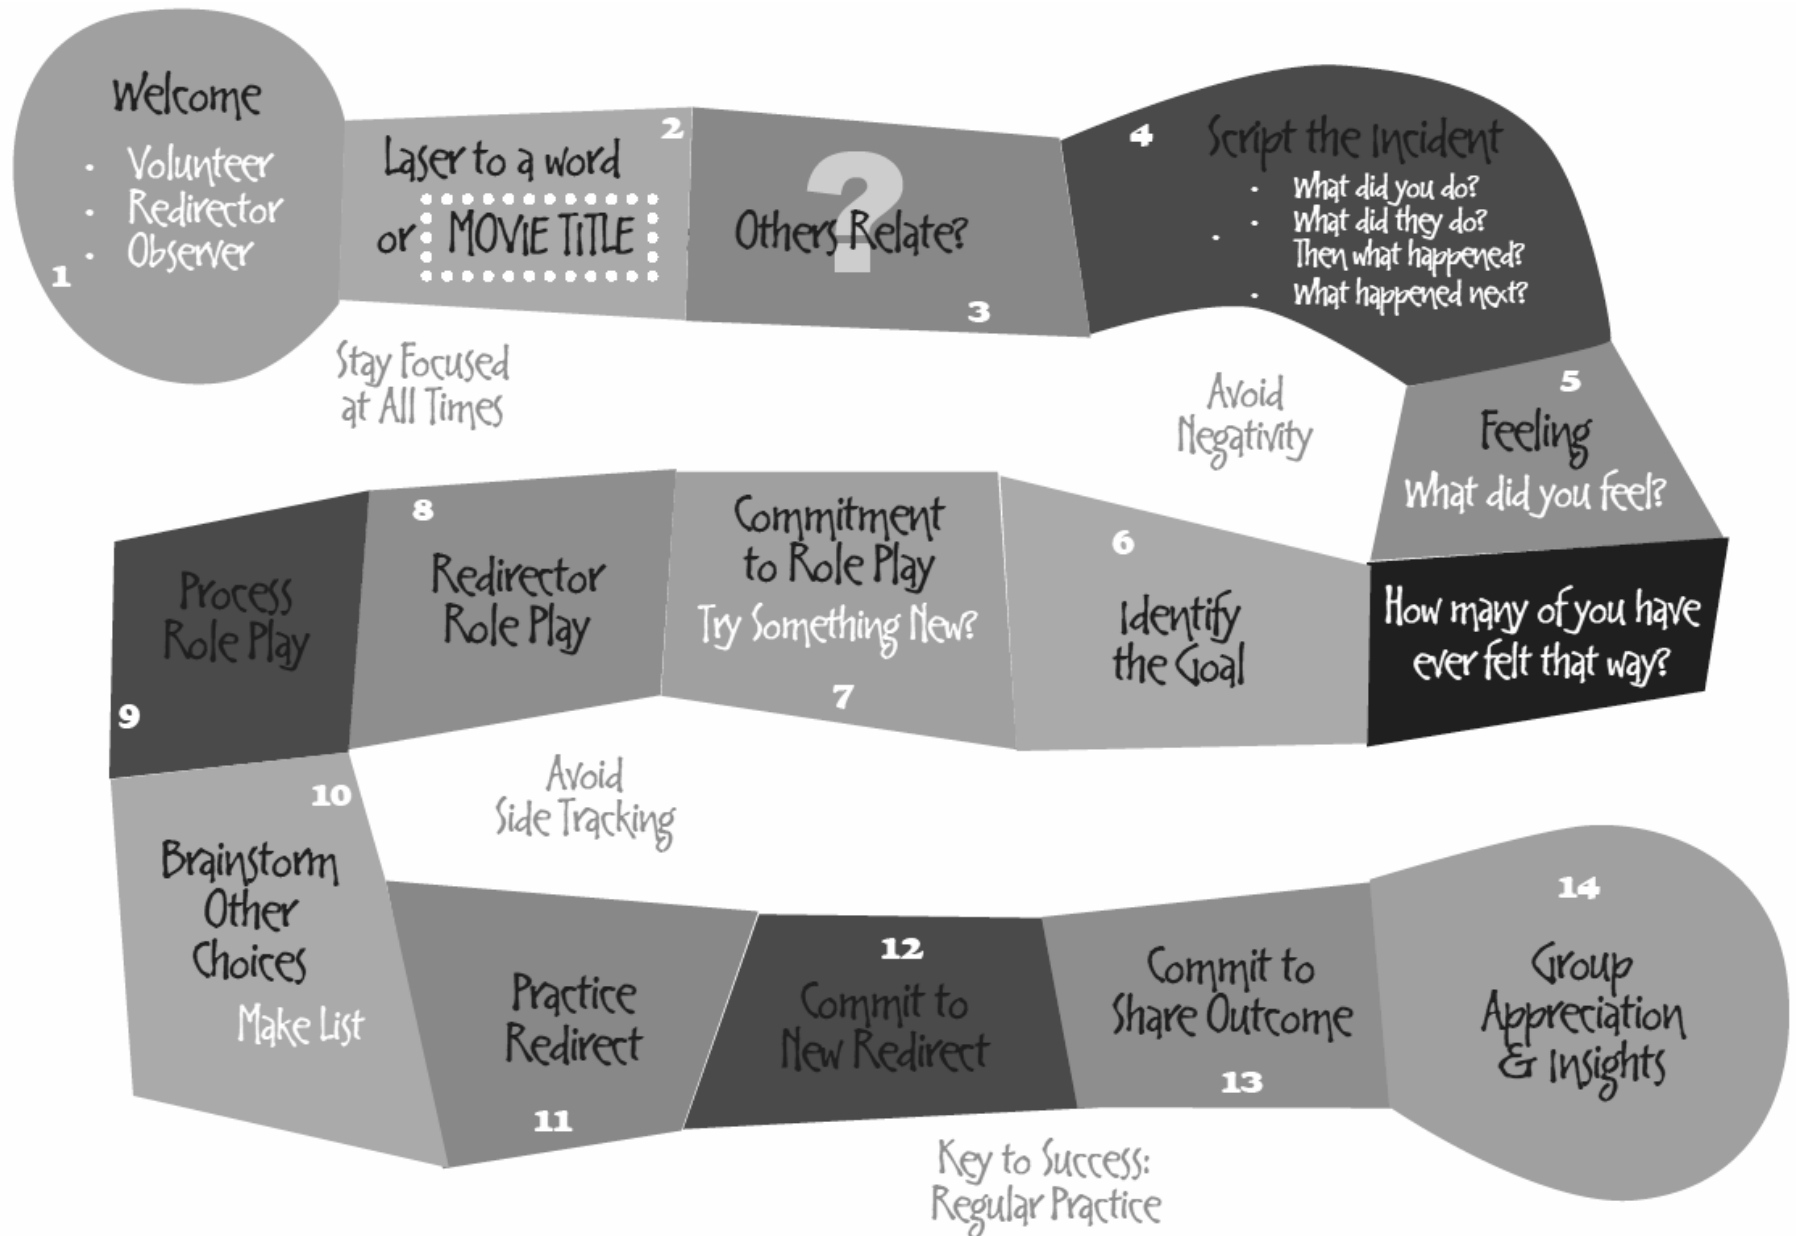 1
Welcome
· Volunteer
· Redirector
· Observer
2
Laser to a word
or MOVIE TITLE
3
Others Relate?
?
Stay Focused
at All Times
4
Script the Incident
· What did you do?
· What did they do?
· Then what happened?
· What happened next?
Avoid
Negativity
5
Feeling
What did you feel?
How many of you have
ever felt that way?
6
Identify
the Goal
7
Commitment
to Role Play
Try Something New?
8
Redirector
Role Play
9
Process
Role Play
Avoid
Side Tracking
10
Brainstorm
Other
Choices
Make List
11
Practice
Redirect
12
Commit to
New Redirect
13
Commit to
Share Outcome
14
Group
Appreciation
& Insights
Key to Success:
Regular Practice